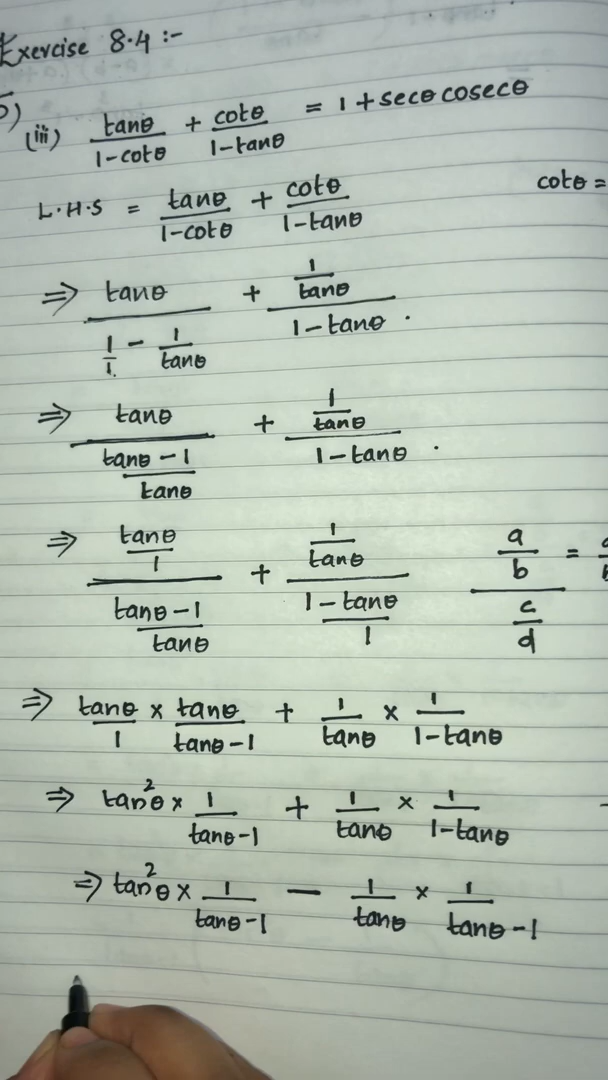 Exercise 8.4 :-
5) (iii) tanθ/1-cotθ + cotθ/1-tanθ = 1 + secθ cosecθ
L.H.S = tanθ/1-cotθ + cotθ/1-tanθ cotθ =
⇒ tanθ/(1/1 - 1/tanθ) + (1/tanθ)/(1-tanθ) .
⇒ tanθ/((tanθ-1)/tanθ) + (1/tanθ)/(1-tanθ) .
⇒ (tanθ/1)/((tanθ-1)/tanθ) + (1/tanθ)/((1-tanθ)/1) (a/b)/(c/d) =
⇒ tanθ/1 × tanθ/(tanθ-1) + 1/tanθ × 1/(1-tanθ)
⇒ tan²θ × 1/(tanθ-1) + 1/tanθ × 1/(1-tanθ)
⇒ tan²θ × 1/(tanθ-1) - 1/tanθ × 1/(tanθ-1)